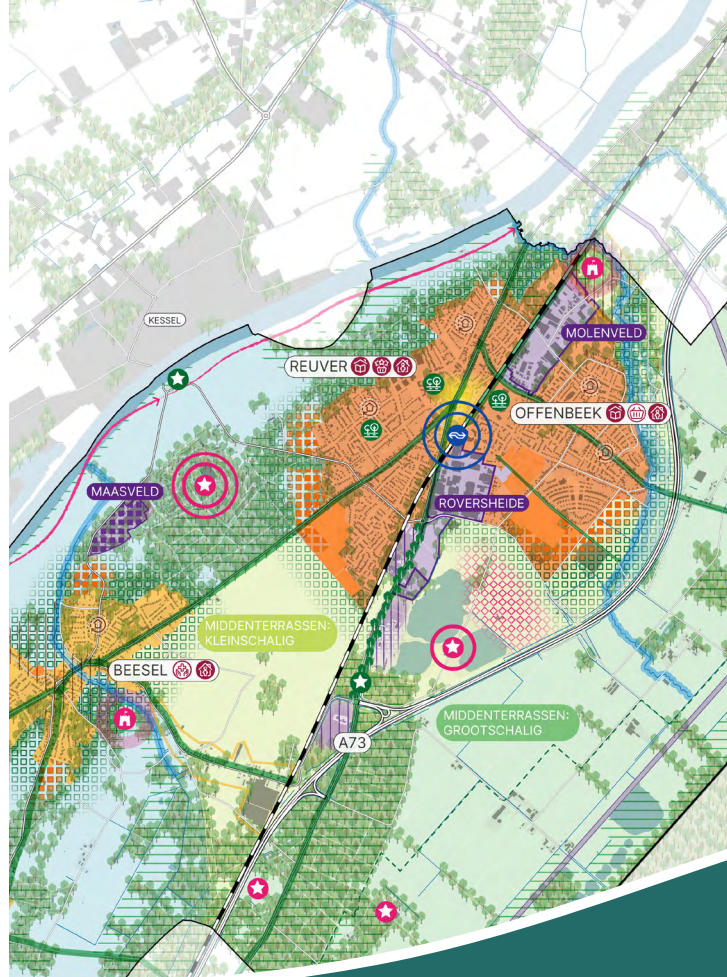 KESSEL
MOLENVELD
REUVER
OFFENBEEK
MAASVELD
ROVERSHEIDE
MIDDENTERRASSEN:
KLEINSCHALIG
BEESEL
MIDDENTERRASSEN:
GROOTSCHALIG
A73